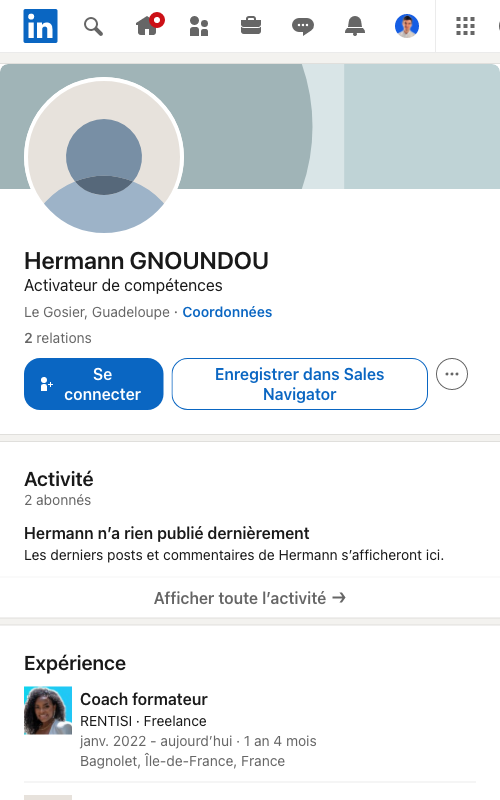 in
Hermann GNOUNDOU
Activateur de compétences
Le Gosier, Guadeloupe · Coordonnées
2 relations
Se
connecter
Enregistrer dans Sales
Navigator
Activité
2 abonnés
Hermann n’a rien publié dernièrement
Les derniers posts et commentaires de Hermann s’afficheront ici.
Afficher toute l’activité →
Expérience
Coach formateur
RENTISI · Freelance
janv. 2022 - aujourd’hui · 1 an 4 mois
Bagnolet, Île-de-France, France